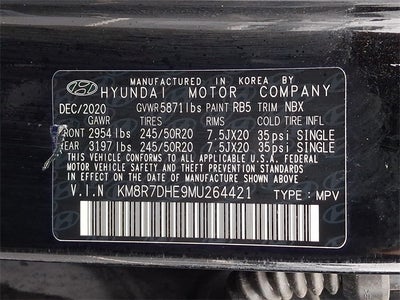 MANUFACTURED IN KOREA BY
HYUNDAI MOTOR COMPANY
DEC/2020 GVWR 5871lbs PAINT RB5 TRIM NBX
GAWR TIRES RIMS COLD TIRE INFL
RONT 2954 lbs 245/50R20 7.5JX20 35psi SINGLE
EAR 3197 lbs 245/50R20 7.5JX20 35psi SINGLE
THIS VEHICLE CONFORMS TO ALL APPLICABLE FEDERAL
MOTOR VEHICLE SAFETY, BUMPER, AND THEFT PREVENTION
STANDARDS IN EFFECT ON THE DATE OF MANUFACTURE SHOWN ABOVE.
V.I.N KM8R7DHE9MU264421 TYPE : MPV